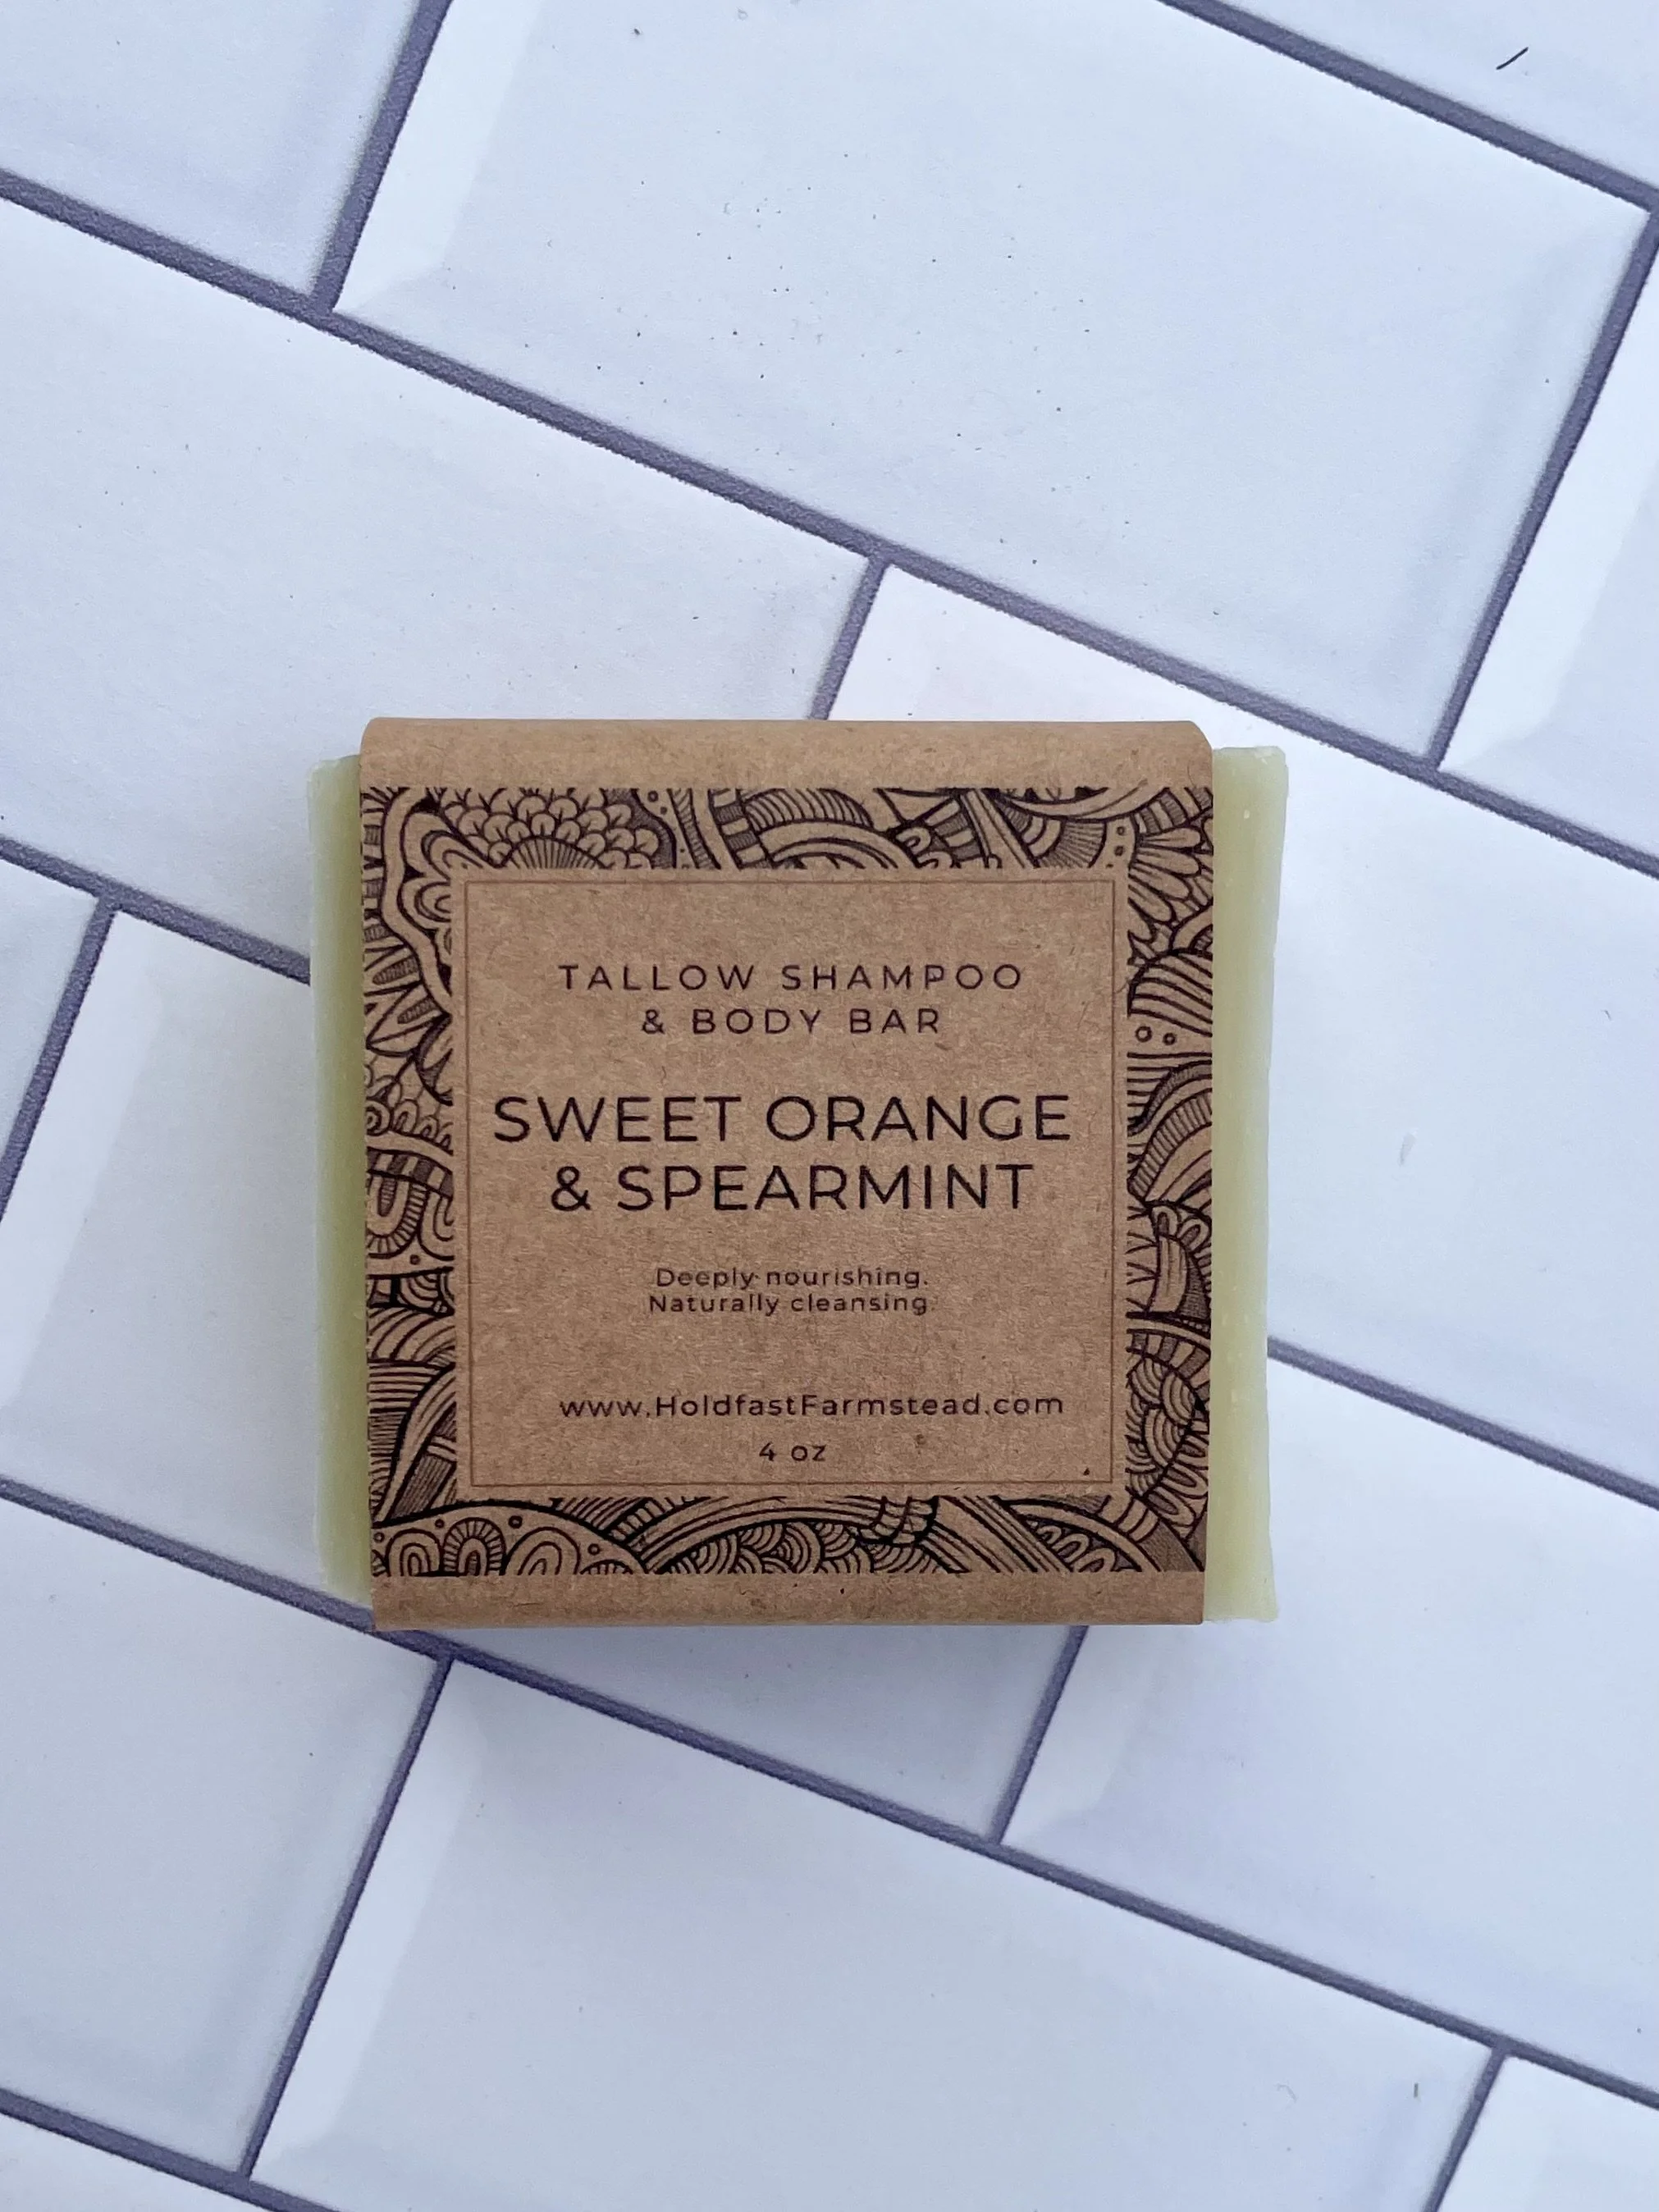 TALLOW SHAMPOO
& BODY BAR
SWEET ORANGE
& SPEARMINT
Deeply nourishing.
Naturally cleansing.
www.HoldfastFarmstead.com
4 oz